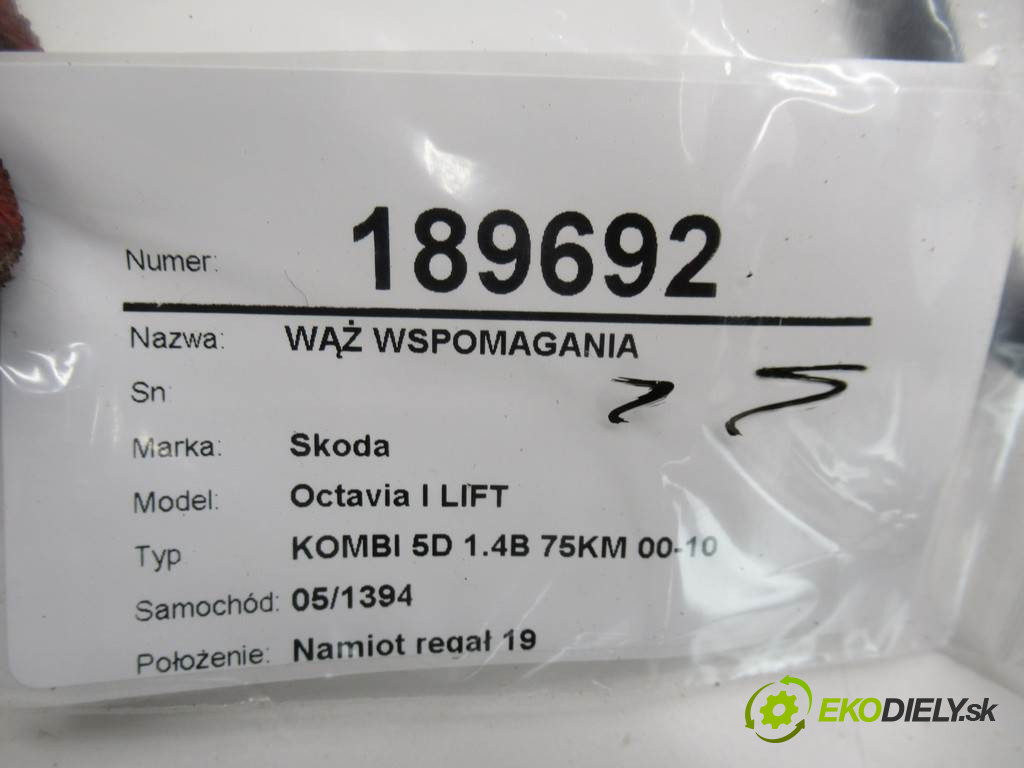 Numer: 189692
Nazwa: WĄŻ WSPOMAGANIA
Sn:
Marka: Skoda
Model: Octavia I LIFT
Typ KOMBI 5D 1.4B 75KM 00-10
Samochód: 05/1394
Położenie: Namiot regał 19
EKODIELY.sk